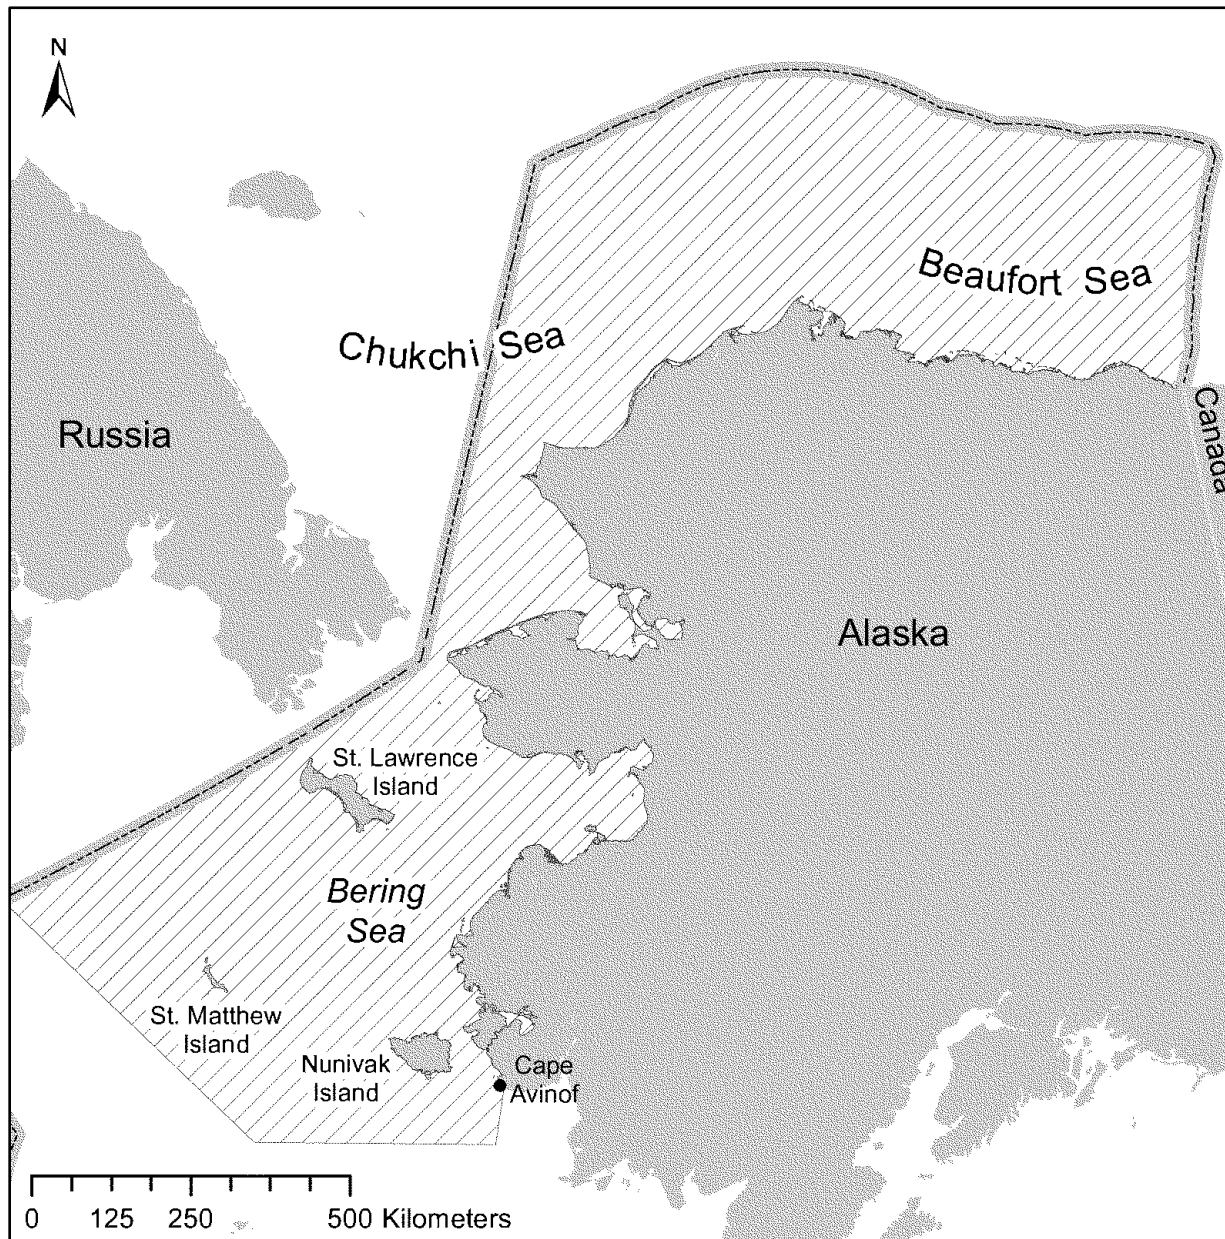 N
Beaufort Sea
Chukchi Sea
Russia
Canada
Alaska
St. Lawrence
Island
Bering
Sea
St. Matthew
Island
Nunivak
Island
Cape
Avinof
0 125 250 500 Kilometers